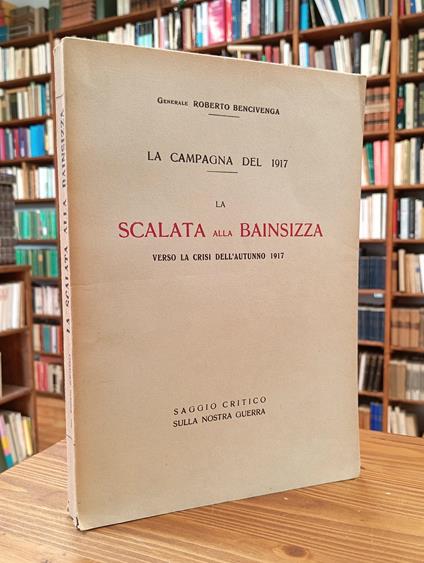 Generale ROBERTO BENCIVENGA
LA CAMPAGNA DEL 1917
LA
SCALATA ALLA BAINSIZZA
VERSO LA CRISI DELL'AUTUNNO 1917
SAGGIO CRITICO
SULLA NOSTRA GUERRA
LA SCALATA ALLA BAINSIZZA